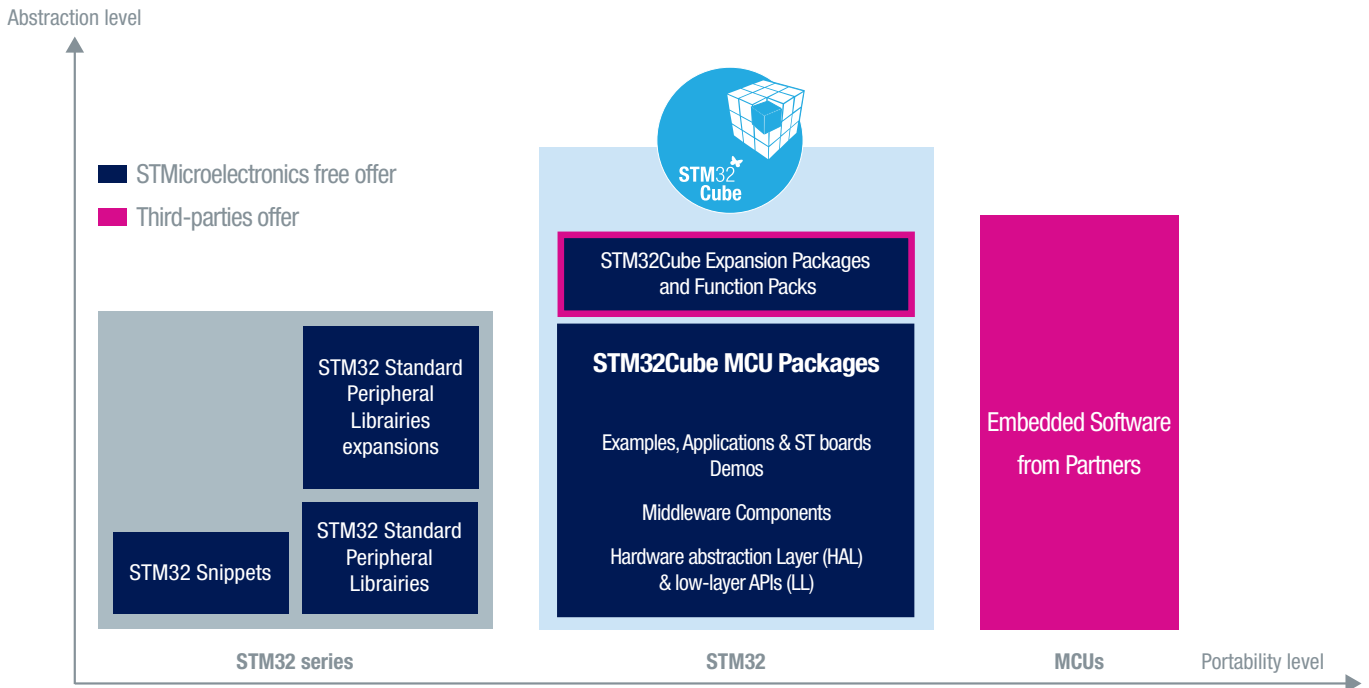 Abstraction level
STM32
Cube
STMicroelectronics free offer
Third-parties offer
STM32Cube Expansion Packages
and Function Packs
STM32 Standard
Peripheral
Librairies
expansions
STM32 Snippets
STM32 Standard
Peripheral
Librairies
STM32Cube MCU Packages
Examples, Applications & ST boards
Demos
Middleware Components
Hardware abstraction Layer (HAL)
& low-layer APIs (LL)
Embedded Software
from Partners
STM32 series
STM32
MCUs
Portability level